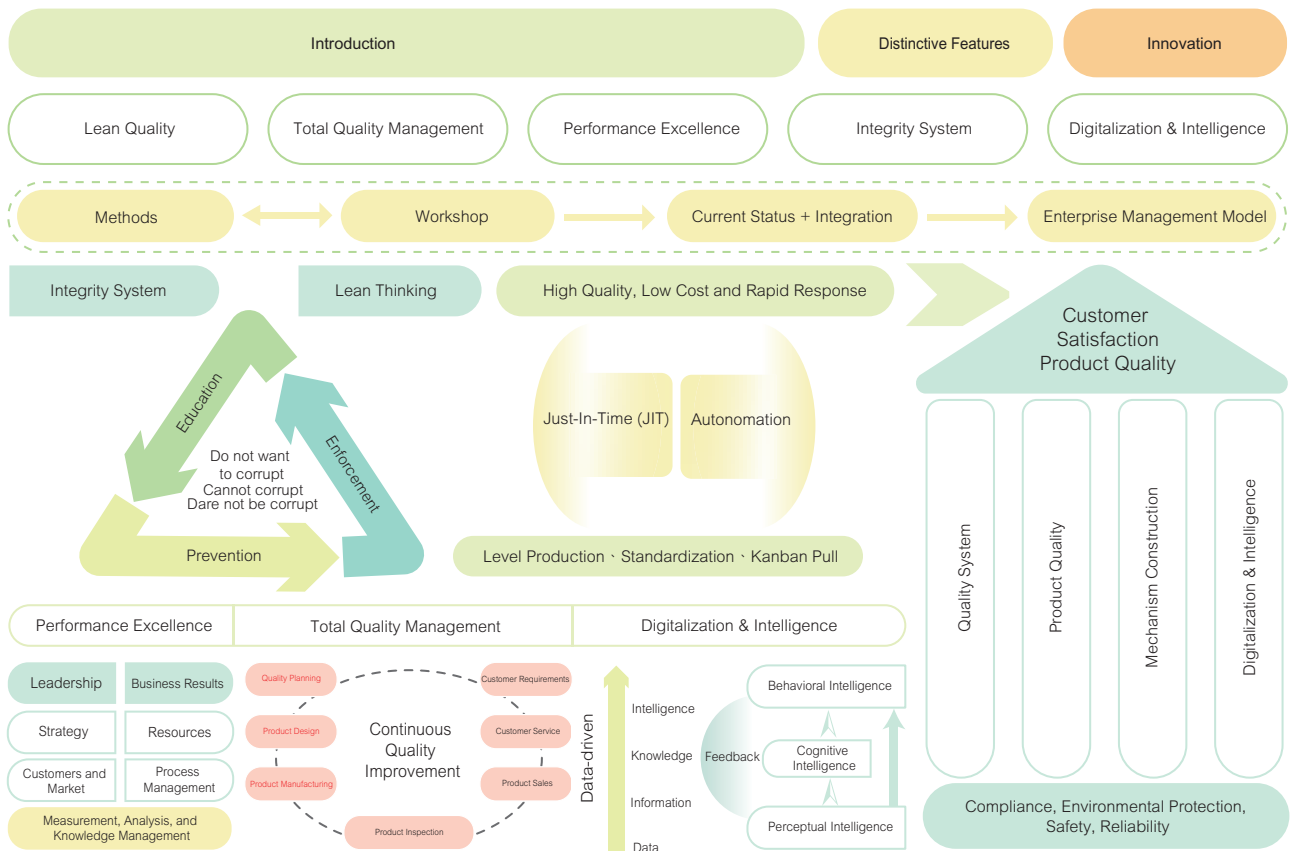 Introduction
Distinctive Features
Innovation
Lean Quality
Total Quality Management
Performance Excellence
Integrity System
Digitalization & Intelligence
Methods
Workshop
Current Status + Integration
Enterprise Management Model
Integrity System
Lean Thinking
High Quality, Low Cost and Rapid Response
Education
Enforcement
Prevention
Do not want
to corrupt
Cannot corrupt
Dare not be corrupt
Just-In-Time (JIT)
Autonomation
Level Production、Standardization、Kanban Pull
Customer
Satisfaction
Product Quality
Quality System
Product Quality
Mechanism Construction
Digitalization & Intelligence
Compliance, Environmental Protection,
Safety, Reliability
Performance Excellence
Total Quality Management
Digitalization & Intelligence
Leadership
Business Results
Strategy
Resources
Customers and
Market
Process
Management
Measurement, Analysis, and
Knowledge Management
Quality Planning
Customer Requirements
Product Design
Customer Service
Product Manufacturing
Product Sales
Product Inspection
Continuous
Quality
Improvement
Data-driven
Intelligence
Knowledge
Information
Data
Feedback
Behavioral Intelligence
Cognitive
Intelligence
Perceptual Intelligence